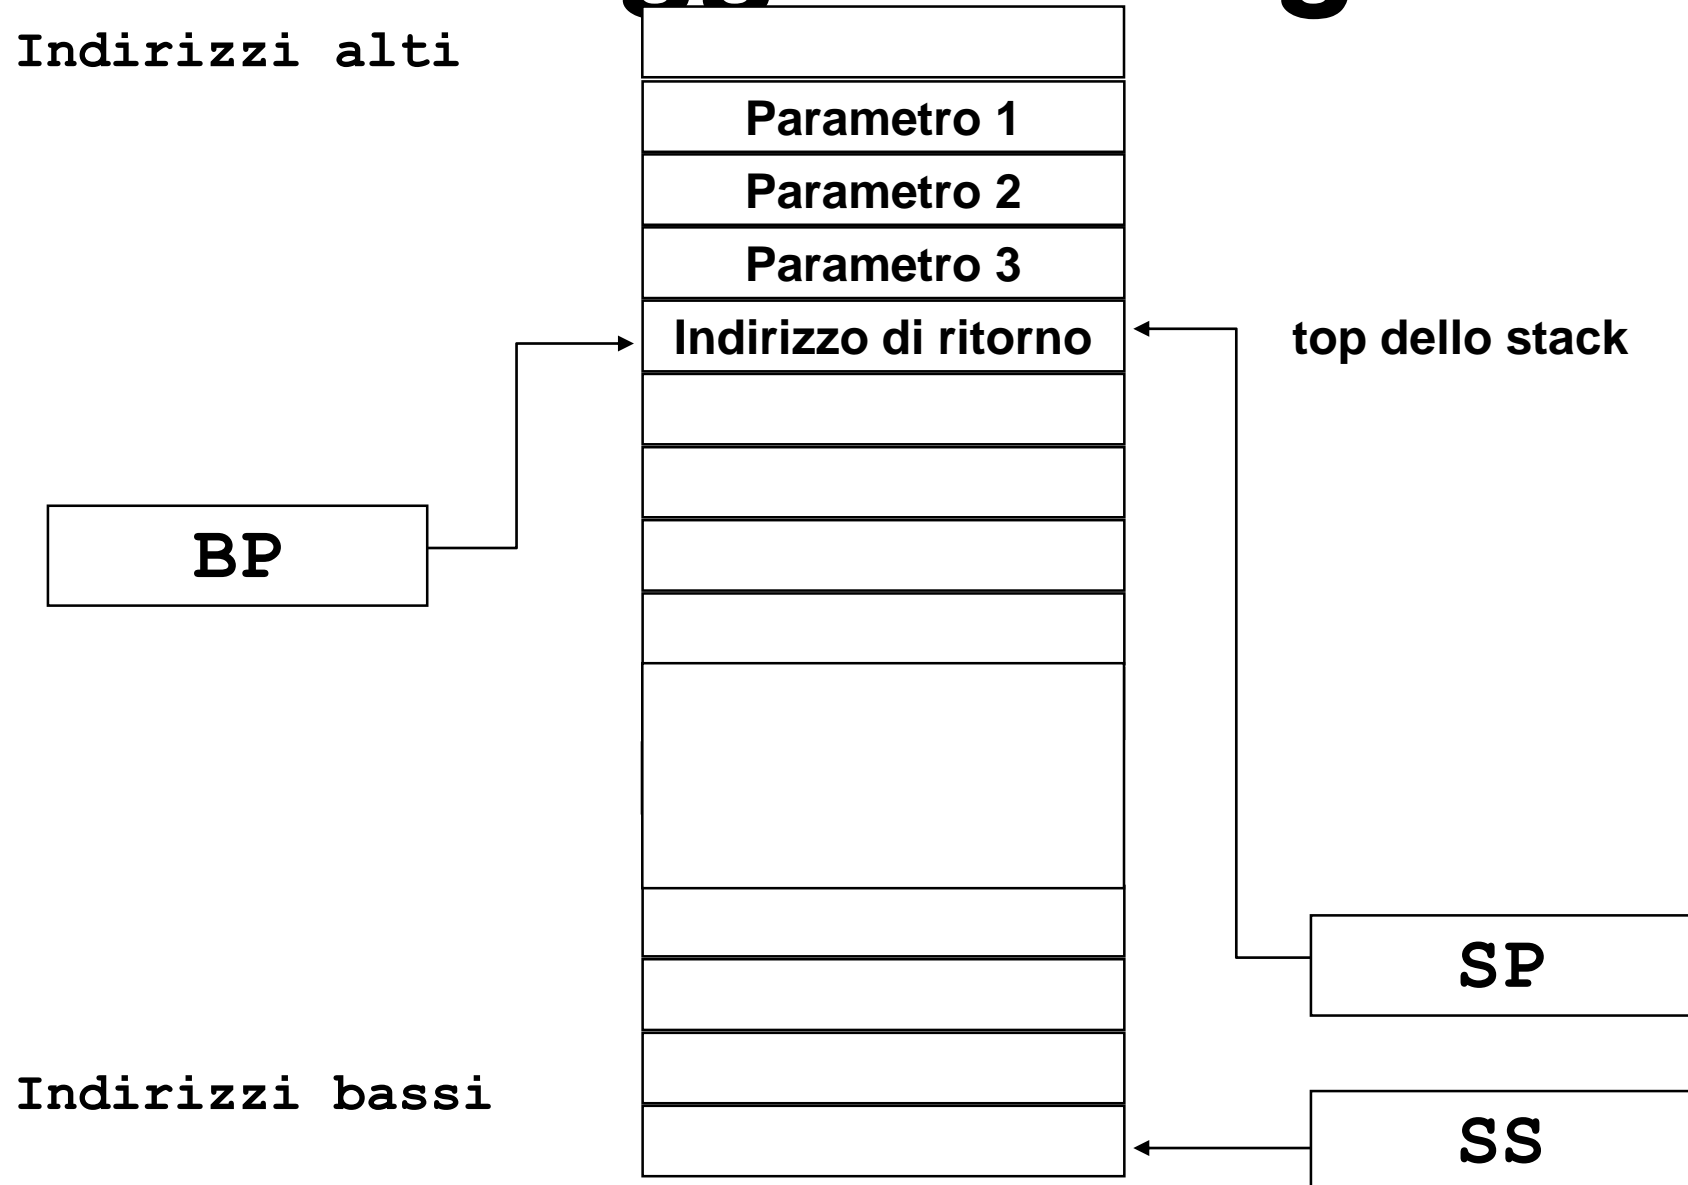 Indirizzi alti
Parametro 1
Parametro 2
Parametro 3
Indirizzo di ritorno
top dello stack
BP
SP
Indirizzi bassi
SS